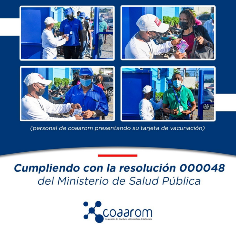 (personal de coaarom presentando su tarjeta de vacunación)
Cumpliendo con la resolución 000048
del Ministerio de Salud Pública
coaarom